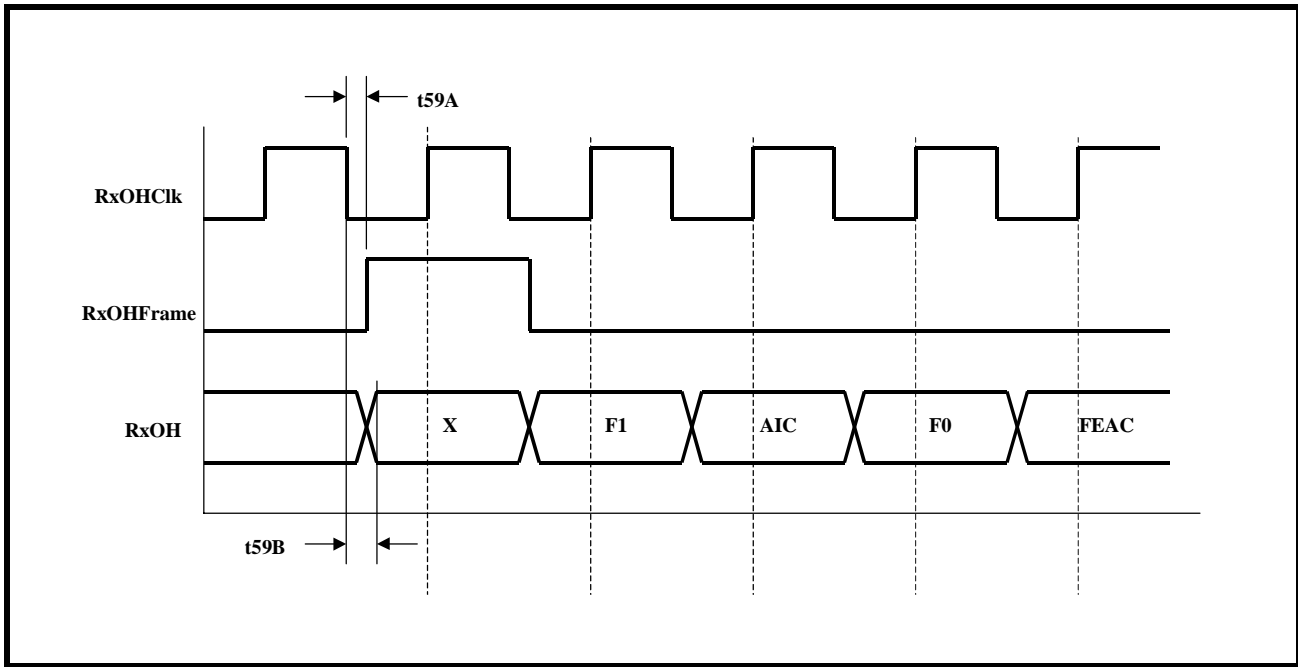 t59A
RxOHClk
RxOHFrame
RxOH
X
F1
AIC
F0
FEAC
t59B